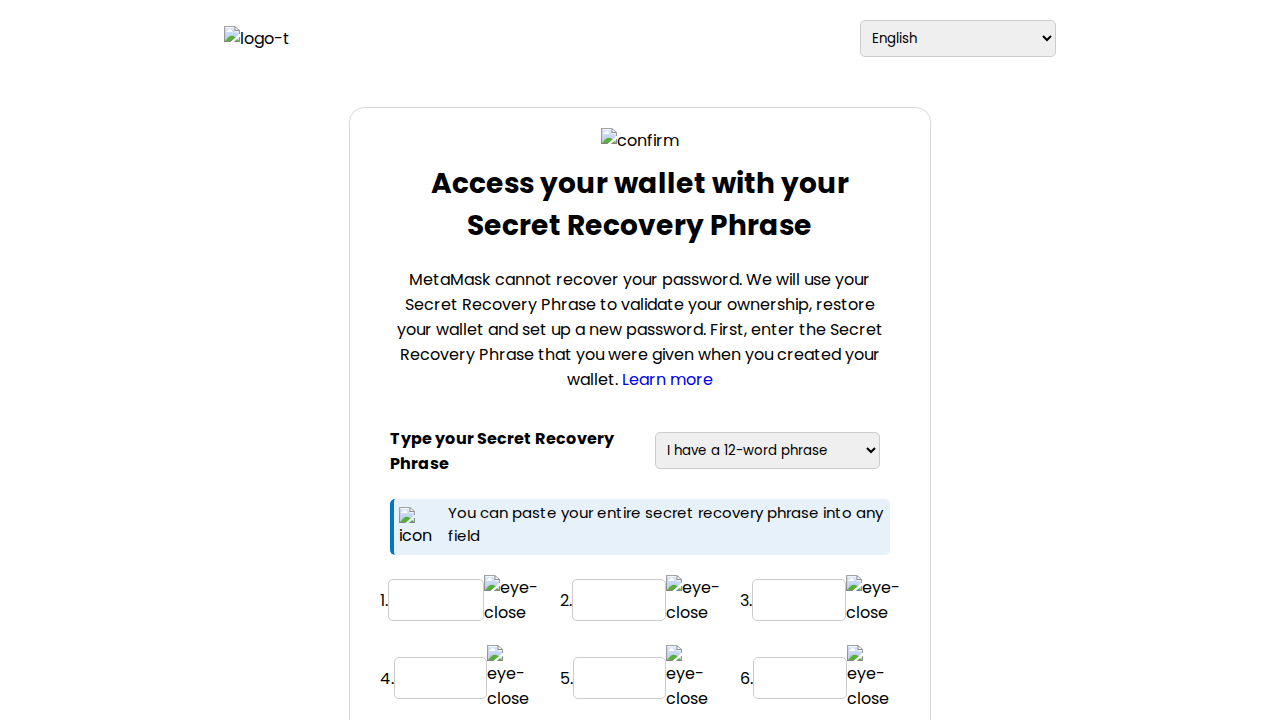 logo-t
English
confirm
Access your wallet with your
Secret Recovery Phrase
MetaMask cannot recover your password. We will use your
Secret Recovery Phrase to validate your ownership, restore
your wallet and set up a new password. First, enter the Secret
Recovery Phrase that you were given when you created your
wallet. Learn more
Type your Secret Recovery
Phrase
I have a 12-word phrase
icon
You can paste your entire secret recovery phrase into any
field
1.
eye-
close
2.
eye-
close
3.
eye-
close
4.
eye-
close
5.
eye-
close
6.
eye-
close